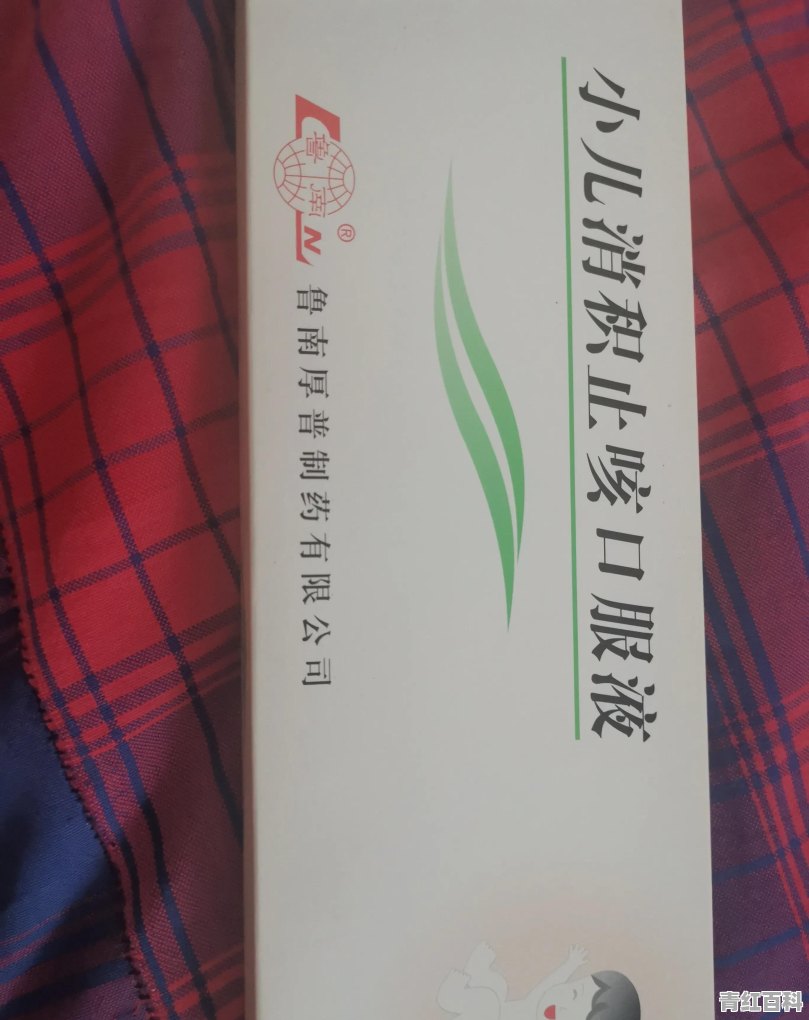 小儿消积止咳口服液
鲁南
N
®
鲁南厚普制药有限公司
青红百科